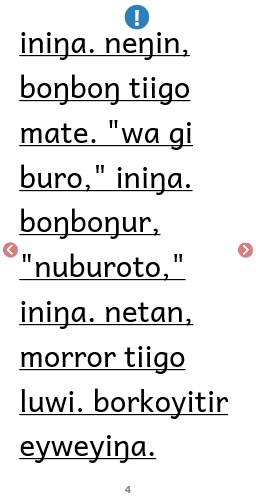 iniŋa. neŋin,
boŋboŋ tiigo
mate. "wa gi
buro," iniŋa.
boŋboŋur,
"nuburoto,"
iniŋa. netan,
morror tiigo
luwi. borkoyitir
eyweyiŋa.
4